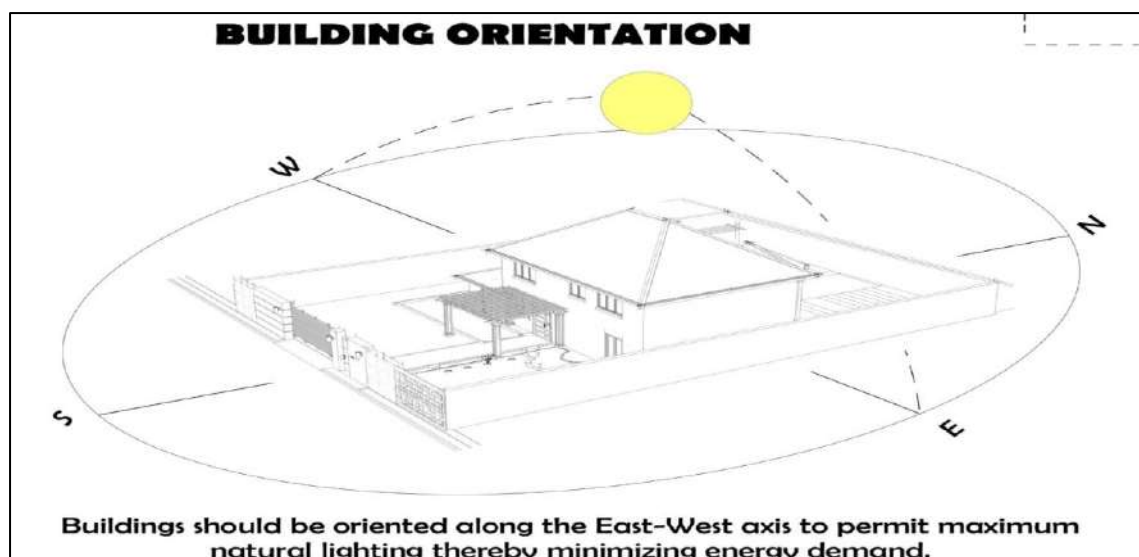 BUILDING ORIENTATION
W
N
S
E
Buildings should be oriented along the East-West axis to permit maximum
natural lighting thereby minimizing energy demand.